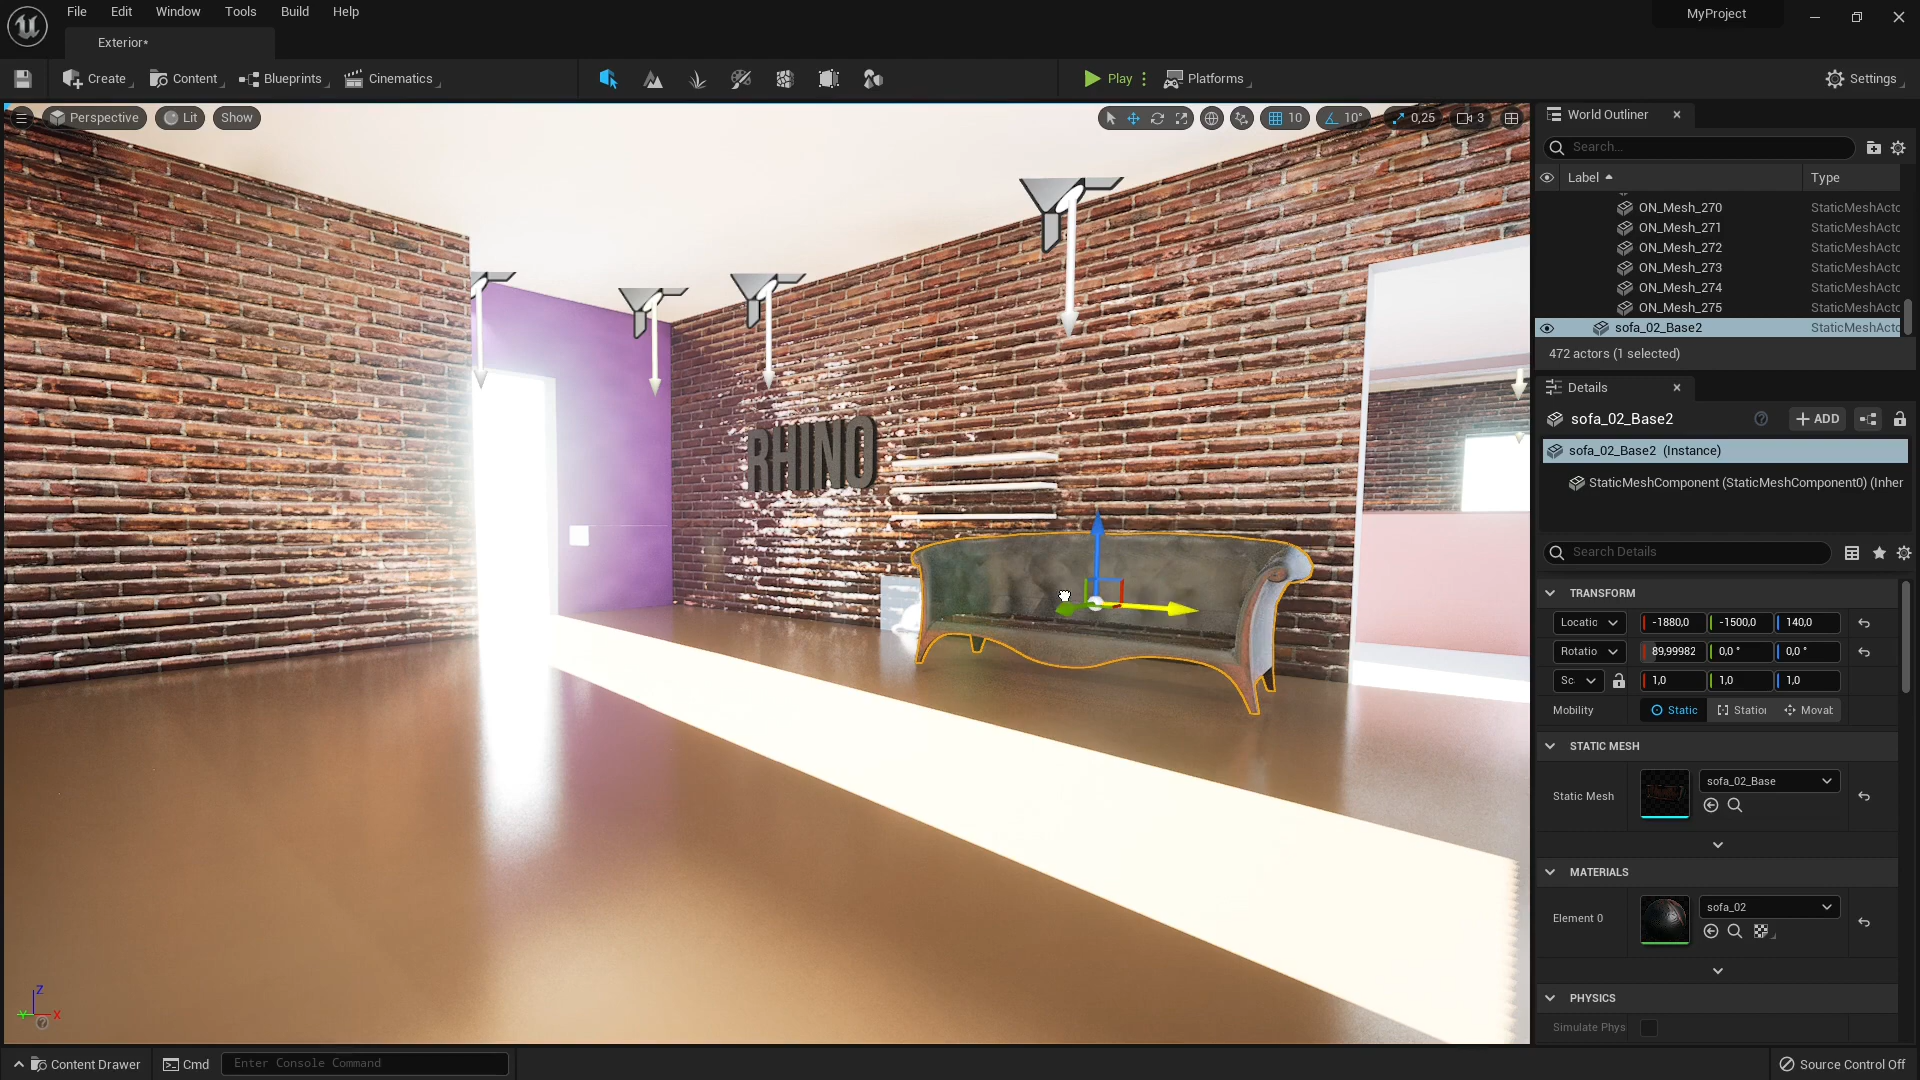 File Edit Window Tools Build Help
MyProject
Exterior*
Create Content Blueprints Cinematics Play Platforms Settings
Perspective Lit Show
10 10° 0,25 3
World Outliner
Search...
Label Type
ON_Mesh_270 StaticMeshActo
ON_Mesh_271 StaticMeshActo
ON_Mesh_272 StaticMeshActo
ON_Mesh_273 StaticMeshActo
ON_Mesh_274 StaticMeshActo
ON_Mesh_275 StaticMeshActo
sofa_02_Base2 StaticMeshActo
472 actors (1 selected)
Details
sofa_02_Base2
ADD
sofa_02_Base2 (Instance)
StaticMeshComponent (StaticMeshComponent0) (Inher
Search Details
TRANSFORM
Locatic -1880,0 -1500,0 140,0
Rotatio 89,99982 0,0 ° 0,0 °
Sc 1,0 1,0 1,0
Mobility Static Statior Movat
STATIC MESH
Static Mesh sofa_02_Base
MATERIALS
Element 0 sofa_02
PHYSICS
Simulate Phys
RHINO
Z
Y X
Content Drawer Cmd Enter Console Command Source Control Off